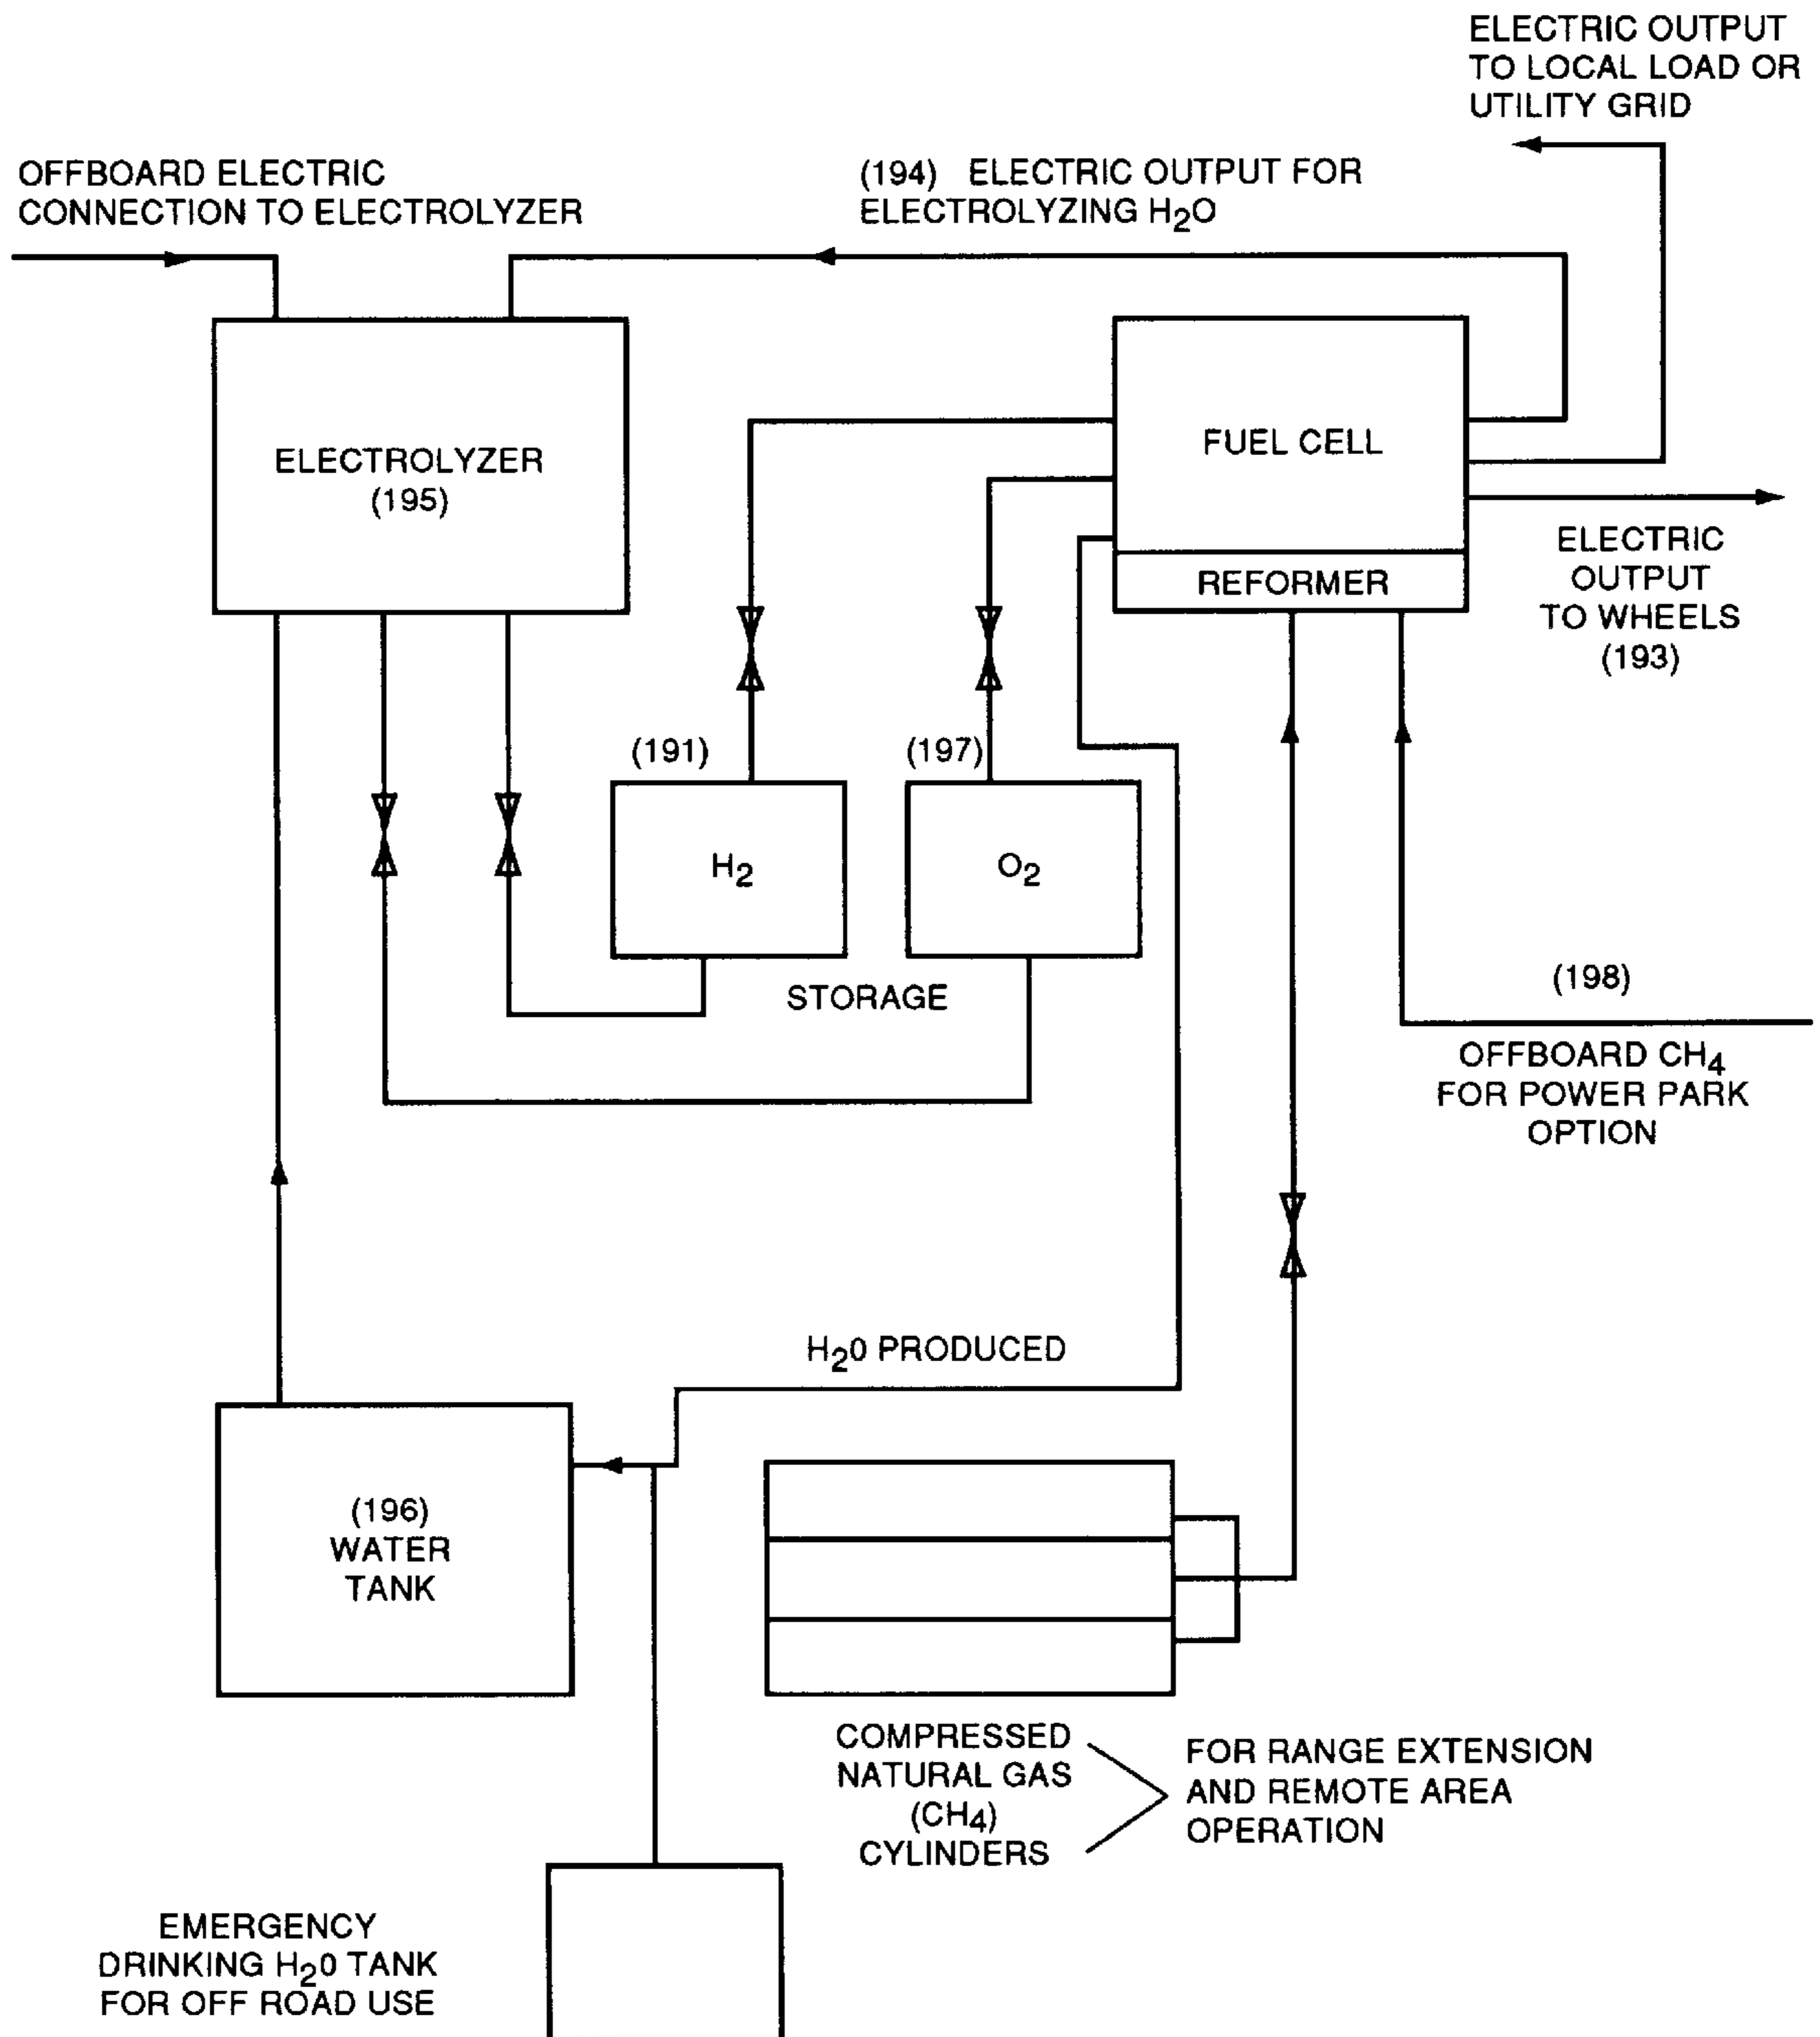 ELECTRIC OUTPUT
TO LOCAL LOAD OR
UTILITY GRID
OFFBOARD ELECTRIC
CONNECTION TO ELECTROLYZER
(194) ELECTRIC OUTPUT FOR
ELECTROLYZING H2O
ELECTROLYZER
(195)
FUEL CELL
REFORMER
ELECTRIC
OUTPUT
TO WHEELS
(193)
(191)
(197)
H2
O2
STORAGE
(198)
OFFBOARD CH4
FOR POWER PARK
OPTION
H20 PRODUCED
(196)
WATER
TANK
COMPRESSED
NATURAL GAS
(CH4)
CYLINDERS
FOR RANGE EXTENSION
AND REMOTE AREA
OPERATION
EMERGENCY
DRINKING H20 TANK
FOR OFF ROAD USE